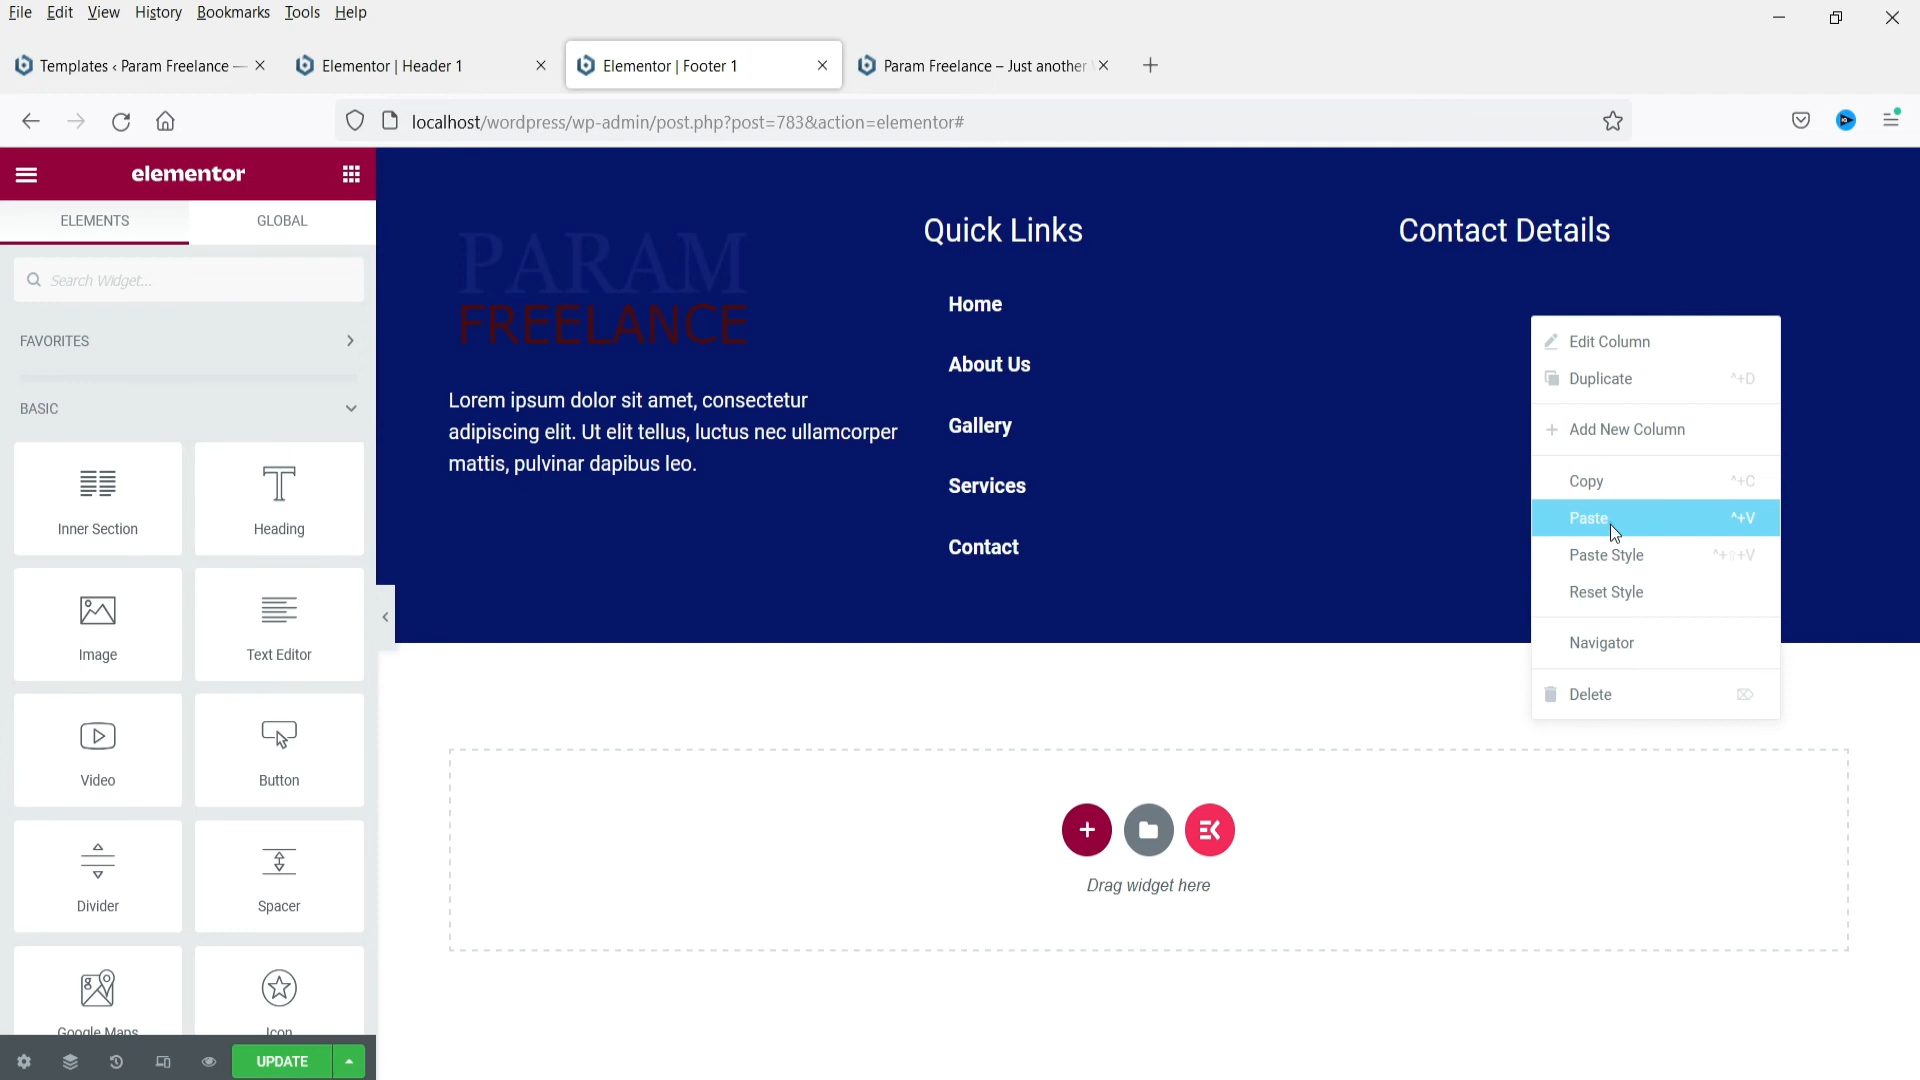 File Edit View History Bookmarks Tools Help
Templates ‹ Param Freelance —
Elementor | Header 1
Elementor | Footer 1
Param Freelance – Just another
localhost/wordpress/wp-admin/post.php?post=783&action=elementor#
elementor
ELEMENTS
GLOBAL
Search Widget...
FAVORITES
BASIC
Inner Section
Heading
Image
Text Editor
Video
Button
Divider
Spacer
Google Maps
Icon
UPDATE
PARAM
FREELANCE
Lorem ipsum dolor sit amet, consectetur
adipiscing elit. Ut elit tellus, luctus nec ullamcorper
mattis, pulvinar dapibus leo.
Quick Links
Home
About Us
Gallery
Services
Contact
Contact Details
Edit Column
Duplicate ^+D
Add New Column
Copy ^+C
Paste ^+V
Paste Style ^+⇧+V
Reset Style
Navigator
Delete ⌦
Drag widget here